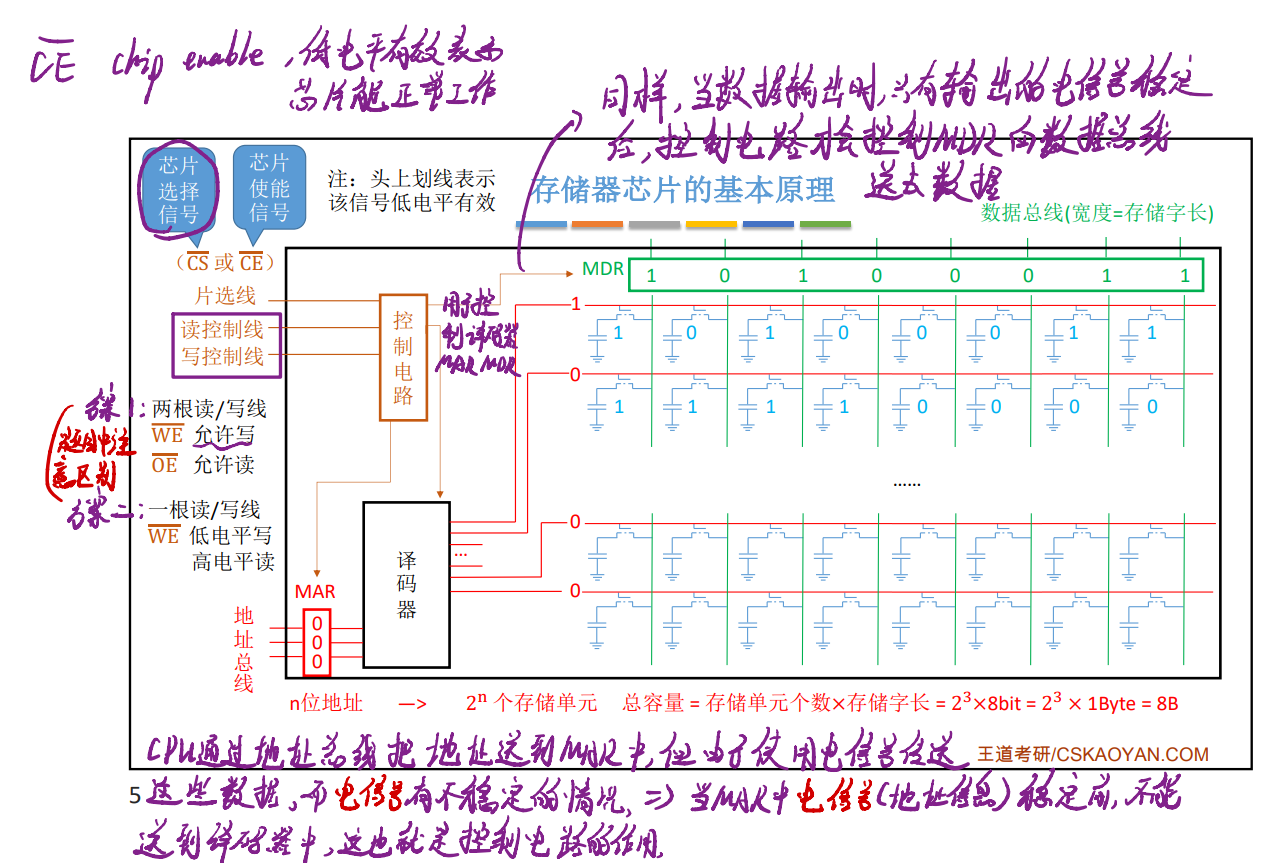 CE chip enable，低电平有效表示
芯片能正常工作
同样，当数据输出时，只有输出的电信号稳定
后，控制电路才会控制MDR向数据总线
送去数据
芯片
选择
信号
芯片
使能
信号
注：头上划线表示
该信号低电平有效
存储器芯片的基本原理
数据总线(宽度=存储字长)
（CS 或 CE）
片选线
读控制线
写控制线
控
制
电
路
用于控
制译码器
MAR MDR
MDR 1 0 1 0 0 0 1 1
1
1 0 1 0 0 0 1 1
0
1 1 1 1 0 0 0 0
……
0
0
方案1：两根读/写线
WE 允许写
OE 允许读
题目中注
意区别
方案二：一根读/写线
WE 低电平写
高电平读
…
译
码
器
MAR
0
0
0
地
址
总
线
n位地址 —> 2ⁿ 个存储单元 总容量 = 存储单元个数×存储字长 = 2³×8bit = 2³ × 1Byte = 8B
CPU通过地址总线把地址送到MAR中，但由于使用电信号传送
王道考研/CSKAOYAN.COM
5
这些数据，而电信号有不稳定的情况，=> 当MAR中电信号(地址信息)稳定前，不能
送到译码器中，这也就是控制电路的作用。